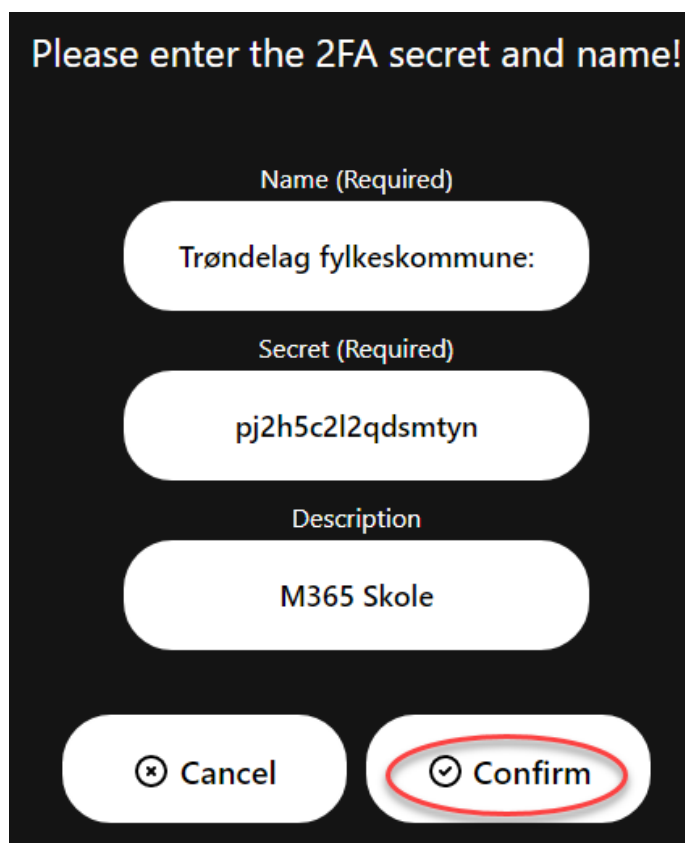 Please enter the 2FA secret and name!
Name (Required)
Trøndelag fylkeskommune:
Secret (Required)
pj2h5c2l2qdsmtyn
Description
M365 Skole
Cancel
Confirm